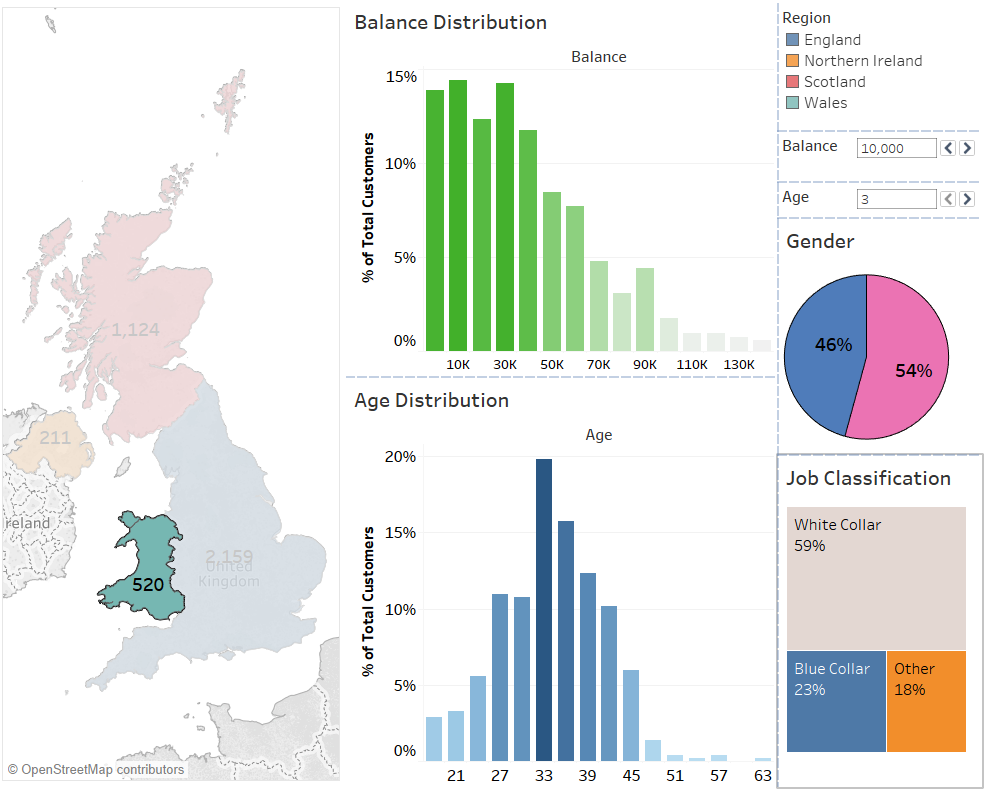 1,124
211
reland
2,159
United
Kingdom
520
© OpenStreetMap contributors
Balance Distribution
Balance
% of Total Customers
15%
10%
5%
0%
10K 30K 50K 70K 90K 110K 130K
Age Distribution
Age
% of Total Customers
20%
15%
10%
5%
0%
21 27 33 39 45 51 57 63
Region
England
Northern Ireland
Scotland
Wales
Balance 10,000
Age 3
Gender
46%
54%
Job Classification
White Collar
59%
Blue Collar
23%
Other
18%